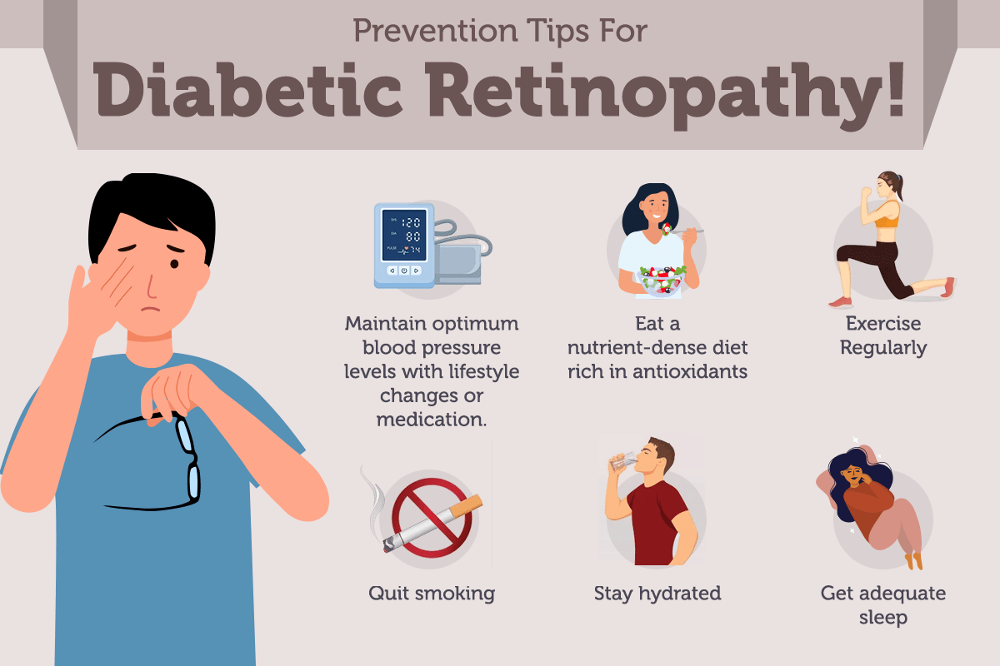 Prevention Tips For
Diabetic Retinopathy!
SYS 120
DIA 80
PULSE 74
Maintain optimum
blood pressure
levels with lifestyle
changes or
medication.
Eat a
nutrient-dense diet
rich in antioxidants
Exercise
Regularly
Quit smoking
Stay hydrated
Get adequate
sleep